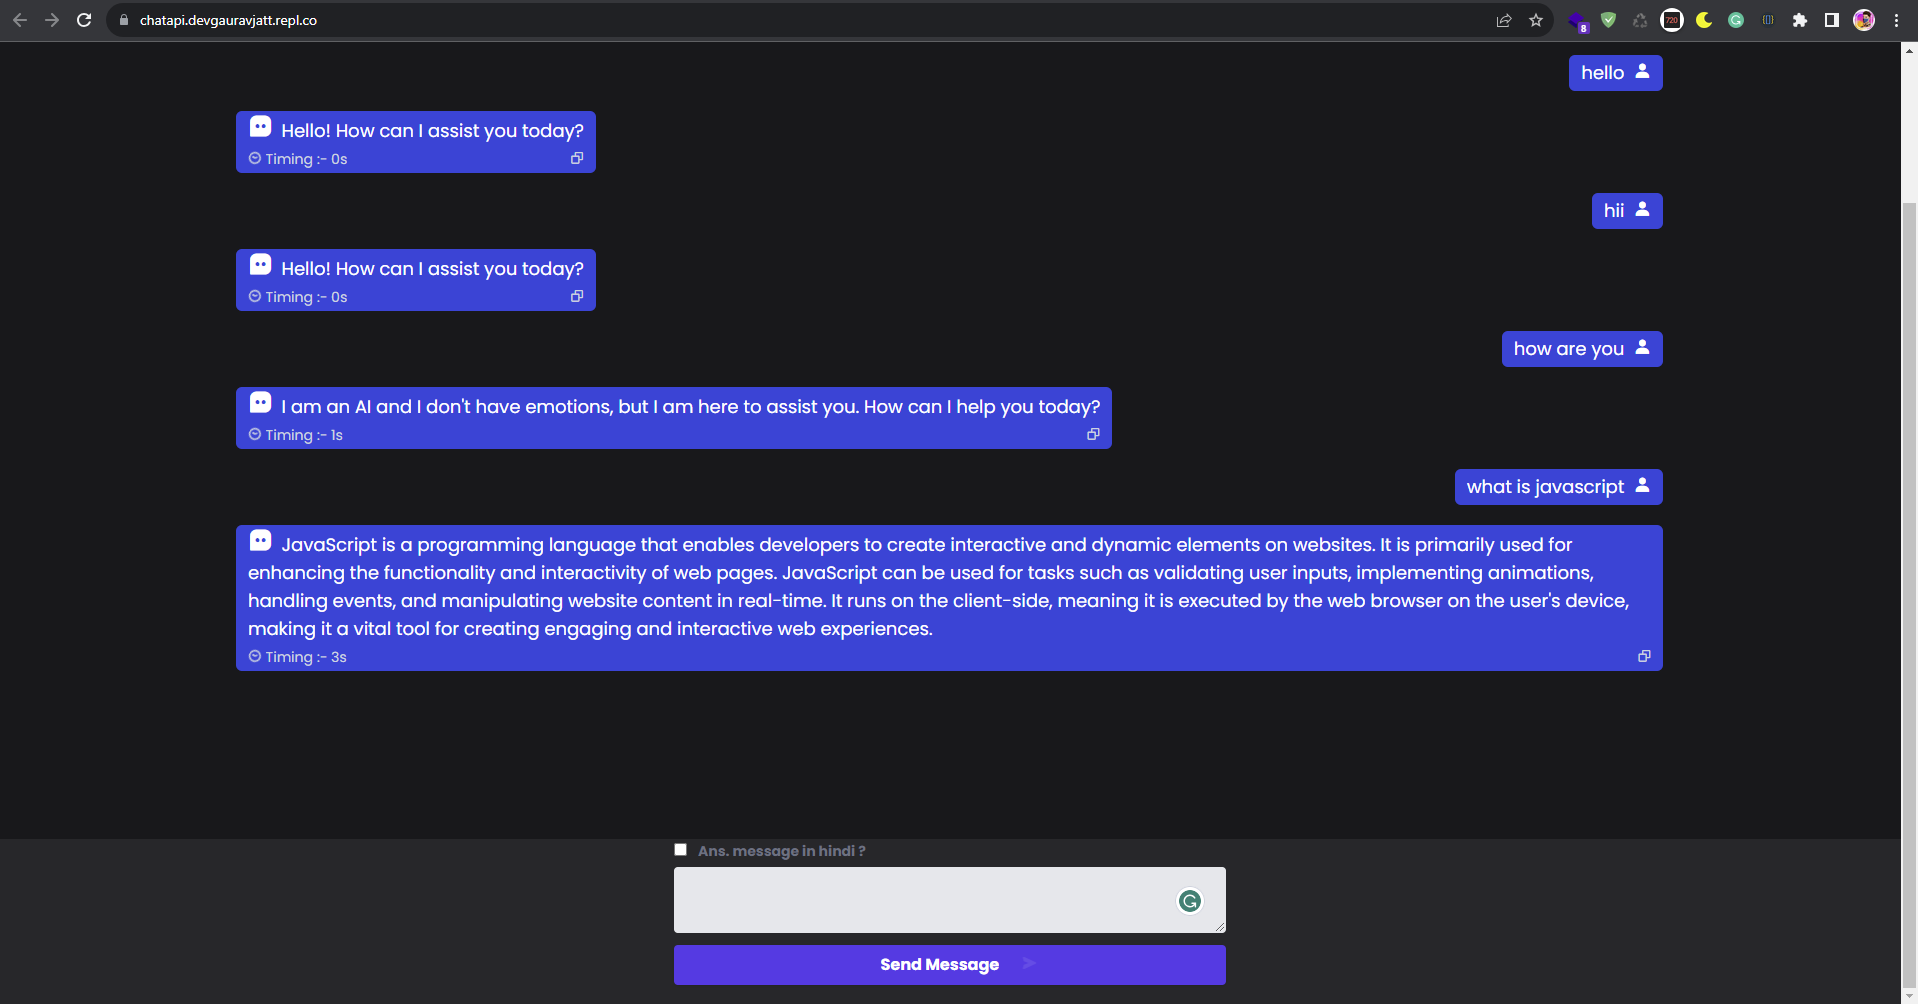 chatapi.devgauravjatt.repl.co
8
720
hello
Hello! How can I assist you today?
Timing :- 0s
hii
Hello! How can I assist you today?
Timing :- 0s
how are you
I am an AI and I don't have emotions, but I am here to assist you. How can I help you today?
Timing :- 1s
what is javascript
JavaScript is a programming language that enables developers to create interactive and dynamic elements on websites. It is primarily used for
enhancing the functionality and interactivity of web pages. JavaScript can be used for tasks such as validating user inputs, implementing animations,
handling events, and manipulating website content in real-time. It runs on the client-side, meaning it is executed by the web browser on the user's device,
making it a vital tool for creating engaging and interactive web experiences.
Timing :- 3s
Ans. message in hindi ?
Send Message